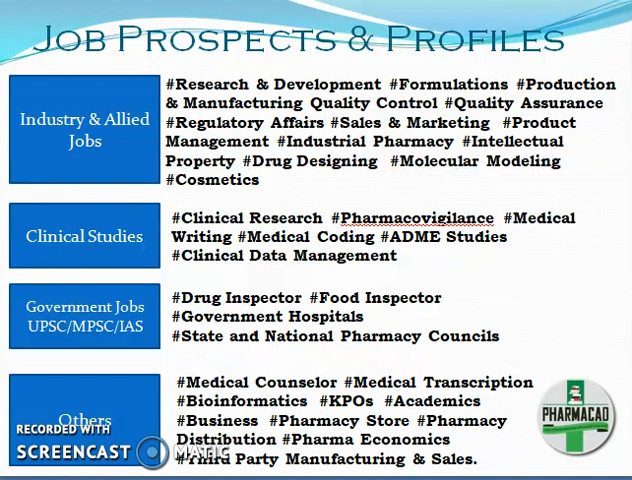 Job Prospects & Profiles
Industry & Allied
Jobs
#Research & Development #Formulations #Production
& Manufacturing Quality Control #Quality Assurance
#Regulatory Affairs #Sales & Marketing #Product
Management #Industrial Pharmacy #Intellectual
Property #Drug Designing #Molecular Modeling
#Cosmetics
Clinical Studies
#Clinical Research #Pharmacovigilance #Medical
Writing #Medical Coding #ADME Studies
#Clinical Data Management
Government Jobs
UPSC/MPSC/IAS
#Drug Inspector #Food Inspector
#Government Hospitals
#State and National Pharmacy Councils
Others
#Medical Counselor #Medical Transcription
#Bioinformatics #KPOs #Academics
#Business #Pharmacy Store #Pharmacy
Distribution #Pharma Economics
#Third Party Manufacturing & Sales.
PHARMACAD
RECORDED WITH
SCREENCAST MATIC